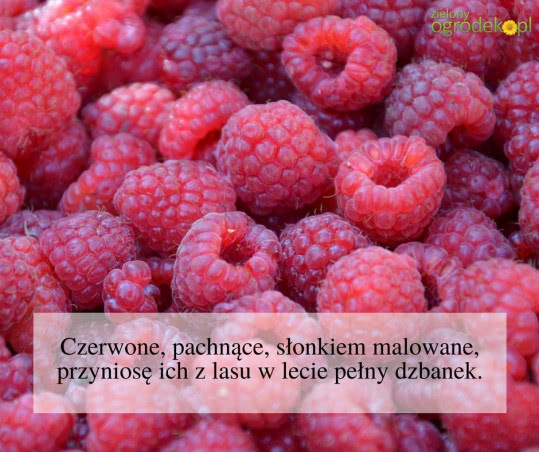 zielony
ogrodek.pl
Czerwone, pachnące, słonkiem malowane,
przyniosę ich z lasu w lecie pełny dzbanek.